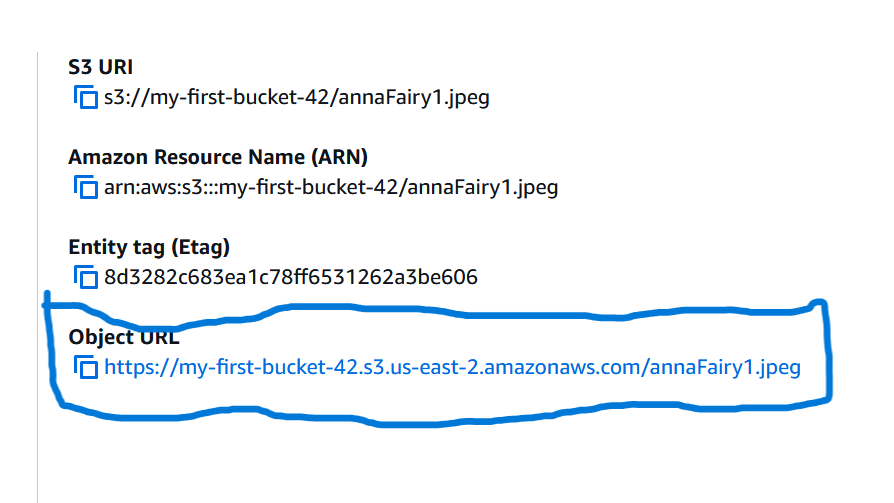 S3 URI
s3://my-first-bucket-42/annaFairy1.jpeg
Amazon Resource Name (ARN)
arn:aws:s3:::my-first-bucket-42/annaFairy1.jpeg
Entity tag (Etag)
8d3282c683ea1c78ff6531262a3be606
Object URL
https://my-first-bucket-42.s3.us-east-2.amazonaws.com/annaFairy1.jpeg